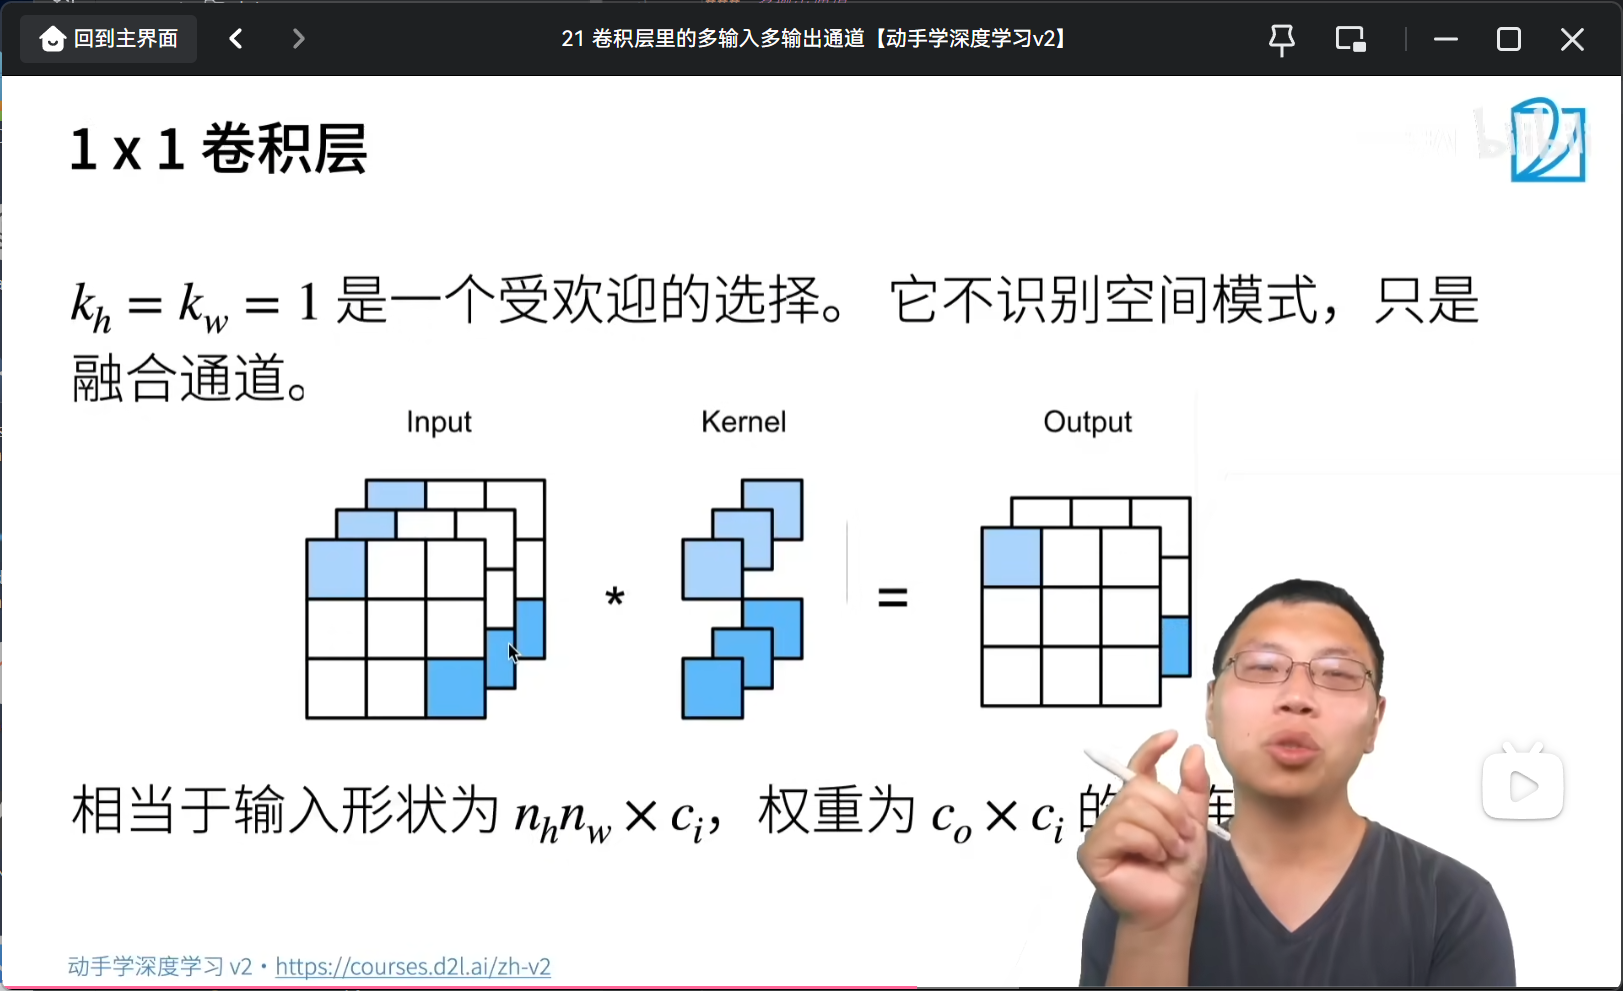 回到主界面
21 卷积层里的多输入多输出通道【动手学深度学习v2】
1 x 1 卷积层
bilibili
k_h = k_w = 1 是一个受欢迎的选择。 它不识别空间模式，只是
融合通道。
Input
Kernel
Output
*
=
相当于输入形状为 n_h n_w × c_i，权重为 c_o × c_i 的
动手学深度学习 v2 · https://courses.d2l.ai/zh-v2